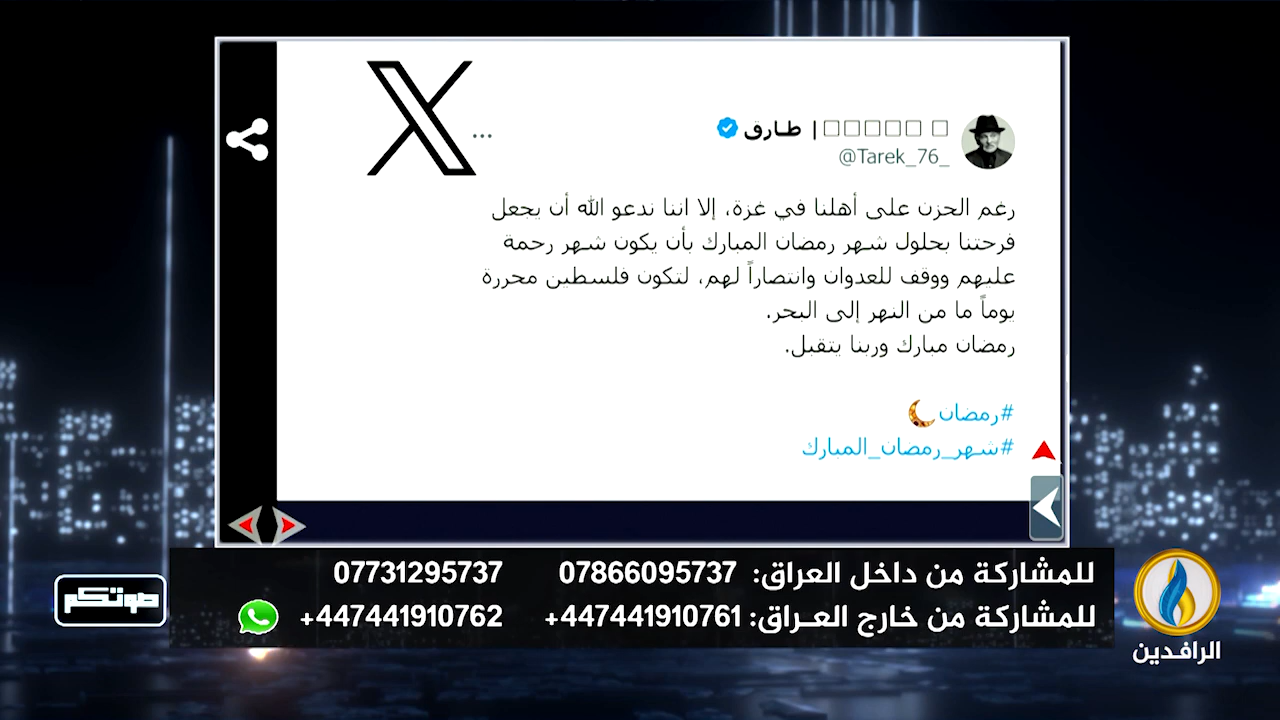 طارق |
@Tarek_76_
رغم الحزن على أهلنا في غزة، إلا اننا ندعو الله أن يجعل
فرحتنا بحلول شهر رمضان المبارك بأن يكون شهر رحمة
عليهم ووقف للعدوان وانتصاراً لهم، لتكون فلسطين محررة
يوماً ما من النهر إلى البحر.
رمضان مبارك وربنا يتقبل.
#رمضان🌙
#شهر_رمضان_المبارك
للمشاركة من داخل العراق: 07866095737 07731295737
للمشاركة من خارج العـراق: 447441910761+ 447441910762+
صوتكم
الرافدين